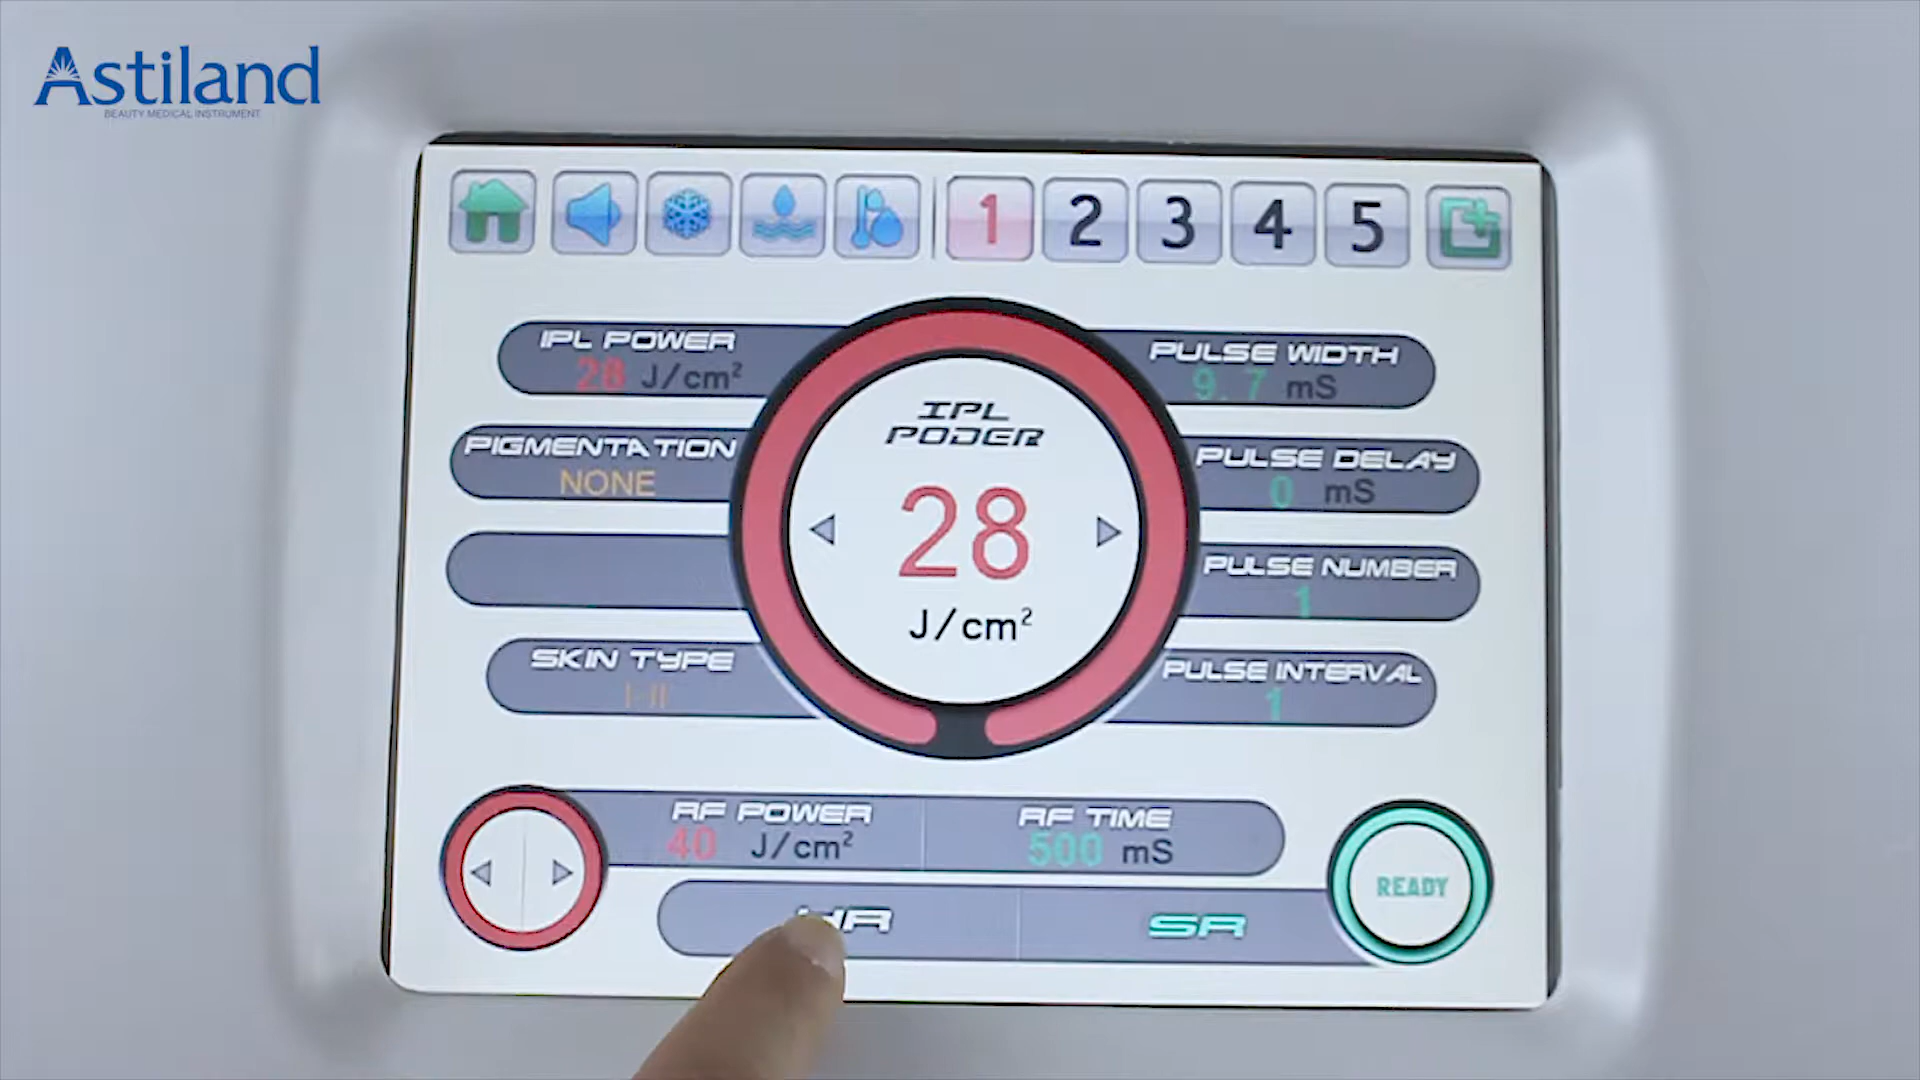 Astiland
BEAUTY MEDICAL INSTRUMENT
1 2 3 4 5
IPL POWER
28 J/cm²
PIGMENTATION
NONE
SKIN TYPE
IPL
PODER
28
J/cm²
PULSE WIDTH
9.7 mS
PULSE DELAY
0 mS
PULSE NUMBER
1
PULSE INTERVAL
1
RF POWER
40 J/cm²
RF TIME
500 mS
HR
SR
READY